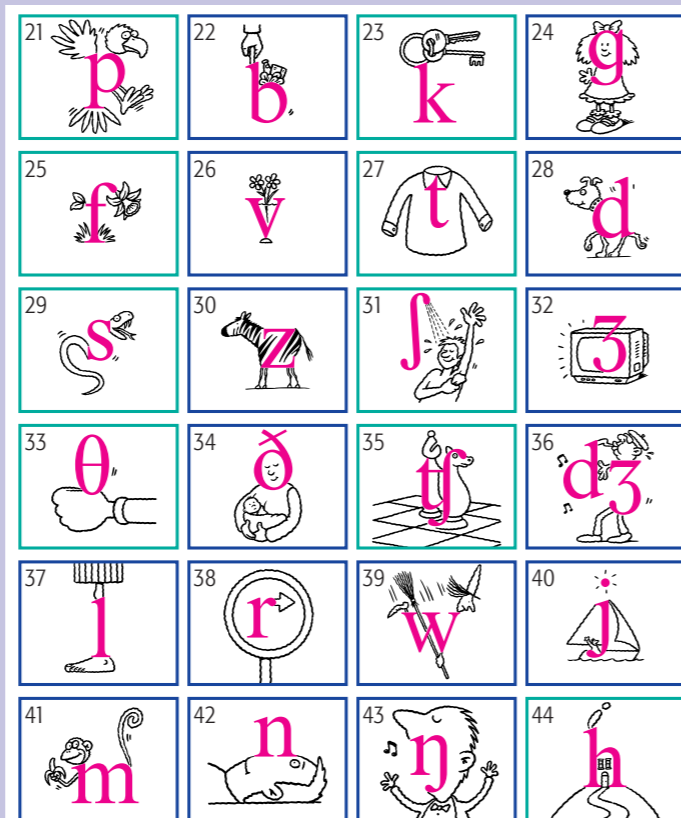 21 22 23 24
p b k g
25 26 27 28
f v t d
29 30 31 32
s z ʃ ʒ
33 34 35 36
θ ð tʃ dʒ
37 38 39 40
l r w j
41 42 43 44
m n ŋ h